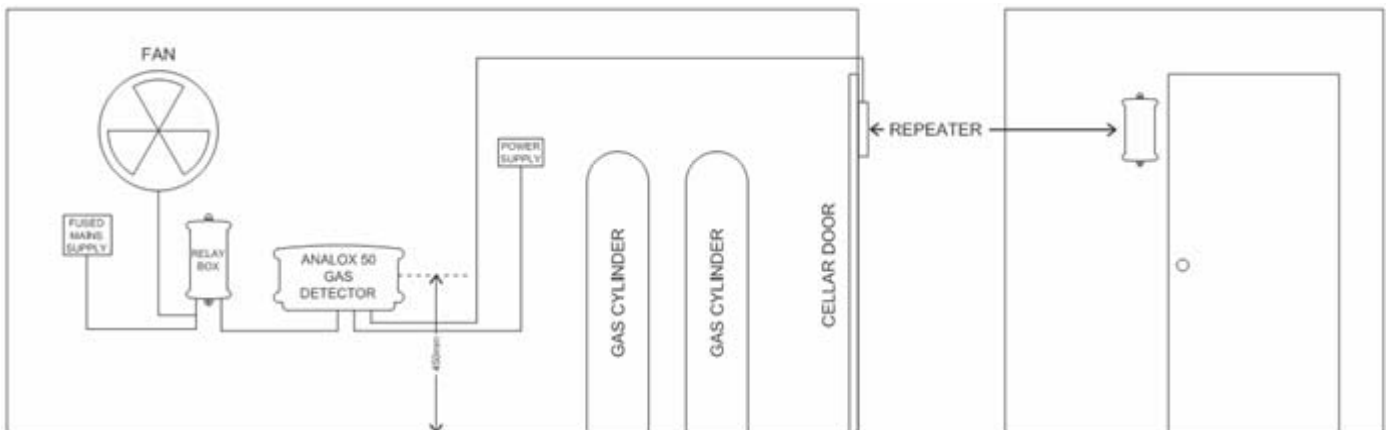 FAN
FUSED
MAINS
SUPPLY
RELAY
BOX
ANALOX 50
GAS
DETECTOR
450mm
POWER
SUPPLY
GAS CYLINDER
GAS CYLINDER
CELLAR DOOR
REPEATER